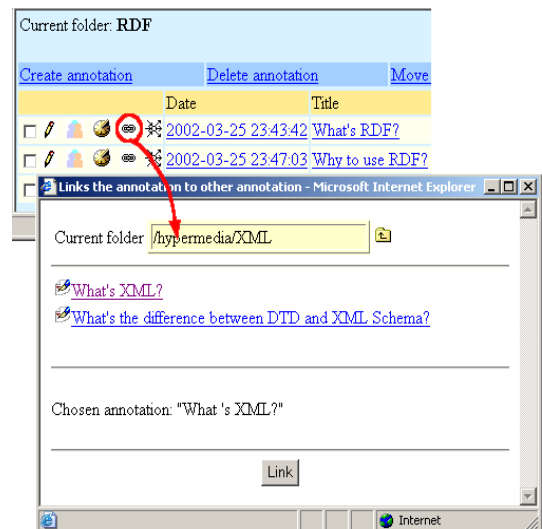 Current folder: RDF
Create annotation Delete annotation Move
Date Title
2002-03-25 23:43:42 What's RDF?
2002-03-25 23:47:03 Why to use RDF?
Links the annotation to other annotation - Microsoft Internet Explorer
Current folder /hypermedia/XML
What's XML?
What's the difference between DTD and XML Schema?
Chosen annotation: "What 's XML?"
Link
Internet